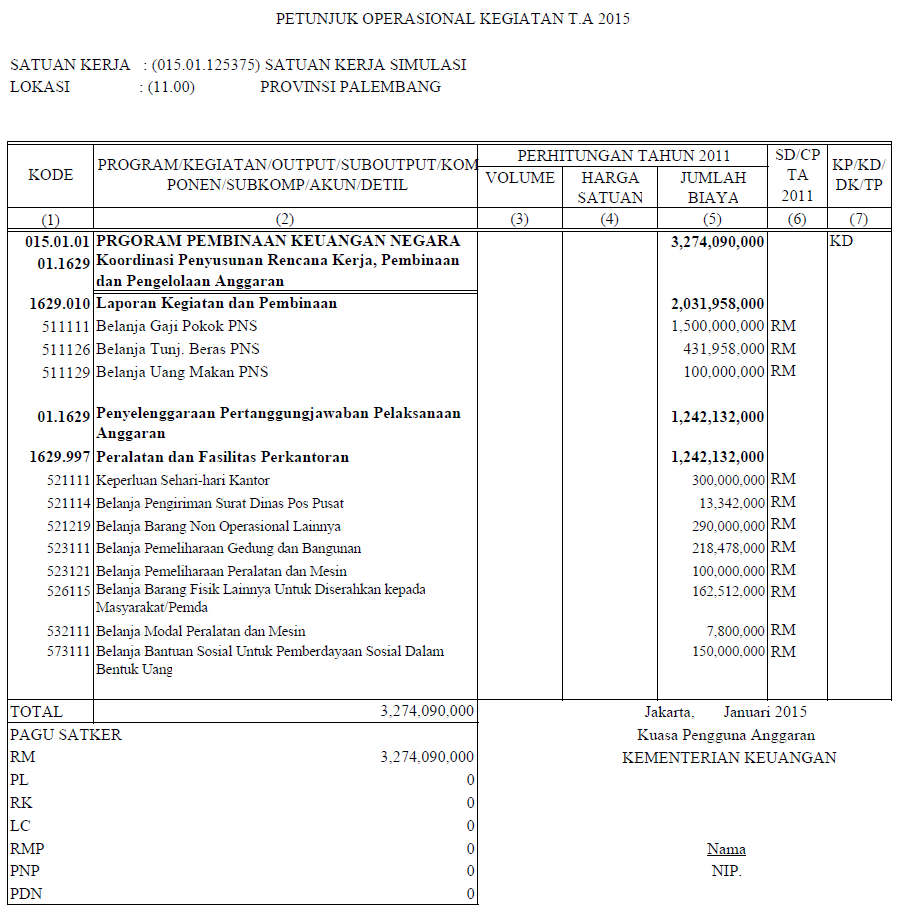 PETUNJUK OPERASIONAL KEGIATAN T.A 2015
SATUAN KERJA : (015.01.125375) SATUAN KERJA SIMULASI
LOKASI : (11.00) PROVINSI PALEMBANG
KODE
PROGRAM/KEGIATAN/OUTPUT/SUBOUTPUT/KOM
PONEN/SUBKOMP/AKUN/DETIL
PERHITUNGAN TAHUN 2011
VOLUME
HARGA
SATUAN
JUMLAH
BIAYA
SD/CP
TA
2011
KP/KD/
DK/TP
(1) (2) (3) (4) (5) (6) (7)
015.01.01 PRGORAM PEMBINAAN KEUANGAN NEGARA 3,274,090,000 KD
01.1629 Koordinasi Penyusunan Rencana Kerja, Pembinaan
dan Pengelolaan Anggaran
1629.010 Laporan Kegiatan dan Pembinaan 2,031,958,000
511111 Belanja Gaji Pokok PNS 1,500,000,000 RM
511126 Belanja Tunj. Beras PNS 431,958,000 RM
511129 Belanja Uang Makan PNS 100,000,000 RM
01.1629 Penyelenggaraan Pertanggungjawaban Pelaksanaan
Anggaran 1,242,132,000
1629.997 Peralatan dan Fasilitas Perkantoran 1,242,132,000
521111 Keperluan Sehari-hari Kantor 300,000,000 RM
521114 Belanja Pengiriman Surat Dinas Pos Pusat 13,342,000 RM
521219 Belanja Barang Non Operasional Lainnya 290,000,000 RM
523111 Belanja Pemeliharaan Gedung dan Bangunan 218,478,000 RM
523121 Belanja Pemeliharaan Peralatan dan Mesin 100,000,000 RM
526115 Belanja Barang Fisik Lainnya Untuk Diserahkan kepada 162,512,000 RM
Masyarakat/Pemda
532111 Belanja Modal Peralatan dan Mesin 7,800,000 RM
573111 Belanja Bantuan Sosial Untuk Pemberdayaan Sosial Dalam 150,000,000 RM
Bentuk Uang
TOTAL 3,274,090,000
PAGU SATKER
RM 3,274,090,000
PL 0
RK 0
LC 0
RMP 0
PNP 0
PDN 0
Jakarta, Januari 2015
Kuasa Pengguna Anggaran
KEMENTERIAN KEUANGAN
Nama
NIP.